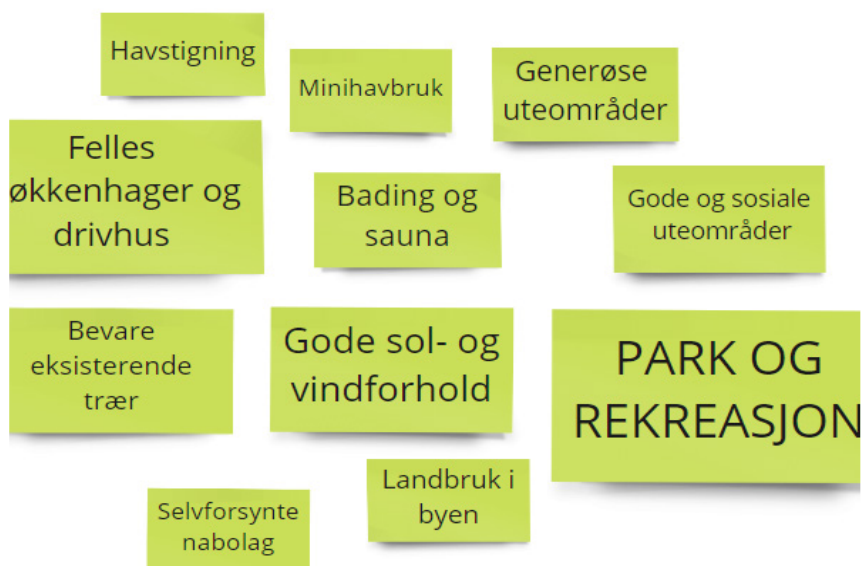 Havstigning
Minihavbruk
Generøse
uteområder
Felles
økkenhager og
drivhus
Bading og
sauna
Gode og sosiale
uteområder
Bevare
eksisterende
trær
Gode sol- og
vindforhold
PARK OG
REKREASJON
Landbruk i
byen
Selvforsynte
nabolag